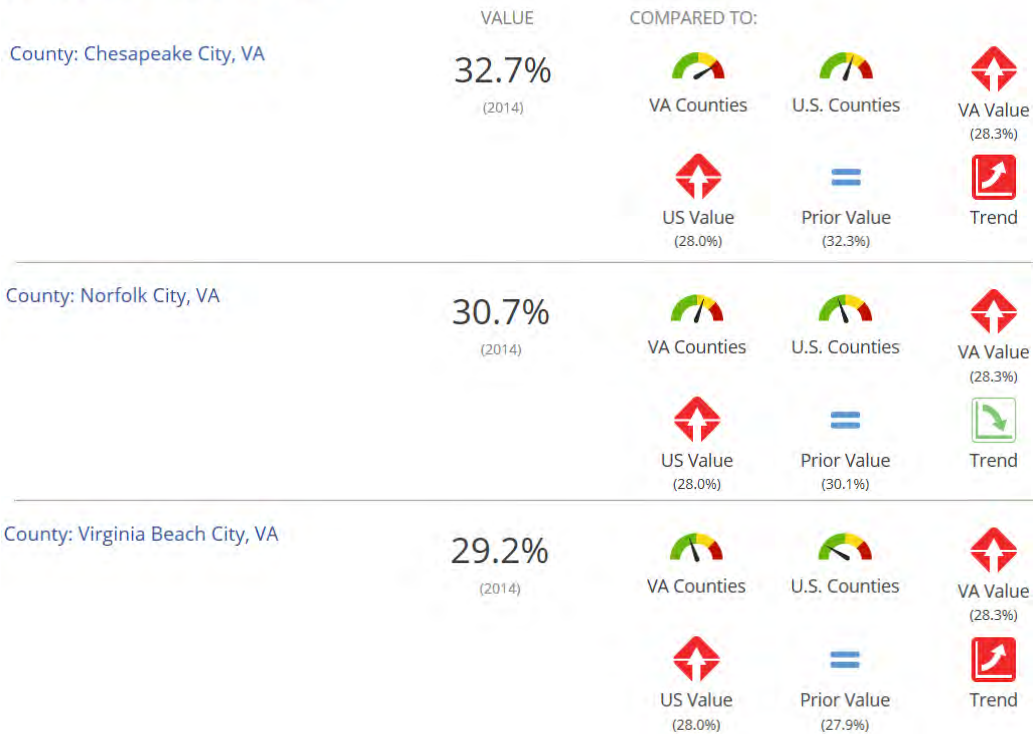 VALUE COMPARED TO:
County: Chesapeake City, VA
32.7%
(2014)
VA Counties
U.S. Counties
VA Value
(28.3%)
US Value
(28.0%)
Prior Value
(32.3%)
Trend
County: Norfolk City, VA
30.7%
(2014)
VA Counties
U.S. Counties
VA Value
(28.3%)
US Value
(28.0%)
Prior Value
(30.1%)
Trend
County: Virginia Beach City, VA
29.2%
(2014)
VA Counties
U.S. Counties
VA Value
(28.3%)
US Value
(28.0%)
Prior Value
(27.9%)
Trend